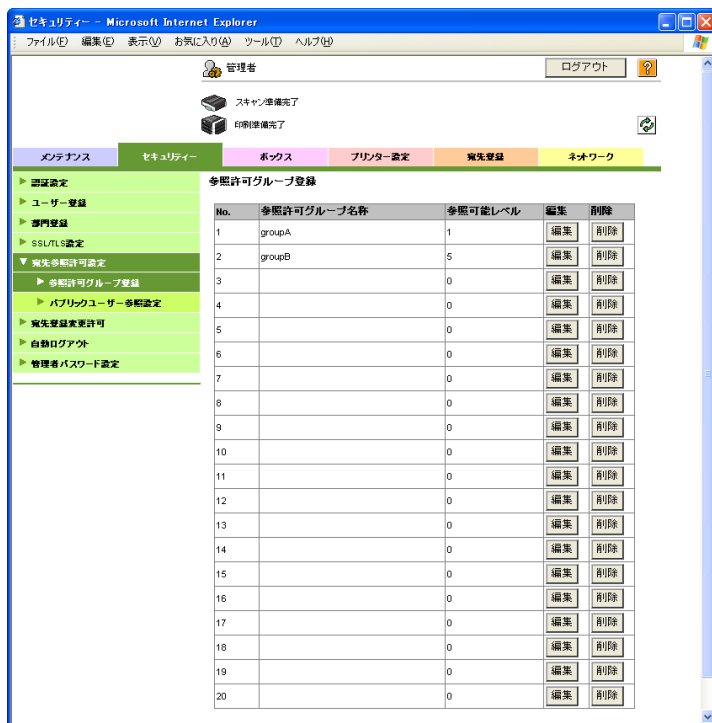 セキュリティー - Microsoft Internet Explorer
ファイル(F) 編集(E) 表示(V) お気に入り(A) ツール(T) ヘルプ(H)
管理者 ログアウト ?
スキャン準備完了
印刷準備完了
メンテナンス セキュリティー ボックス プリンター設定 宛先登録 ネットワーク
認証設定
ユーザー登録
部門登録
SSL/TLS設定
宛先参照許可設定
参照許可グループ登録
パブリックユーザー参照設定
宛先登録変更許可
自動ログアウト
管理者パスワード設定
参照許可グループ登録
No. 参照許可グループ名称 参照可能レベル 編集 削除
1 groupA 1 編集 削除
2 groupB 5 編集 削除
3 0 編集 削除
4 0 編集 削除
5 0 編集 削除
6 0 編集 削除
7 0 編集 削除
8 0 編集 削除
9 0 編集 削除
10 0 編集 削除
11 0 編集 削除
12 0 編集 削除
13 0 編集 削除
14 0 編集 削除
15 0 編集 削除
16 0 編集 削除
17 0 編集 削除
18 0 編集 削除
19 0 編集 削除
20 0 編集 削除